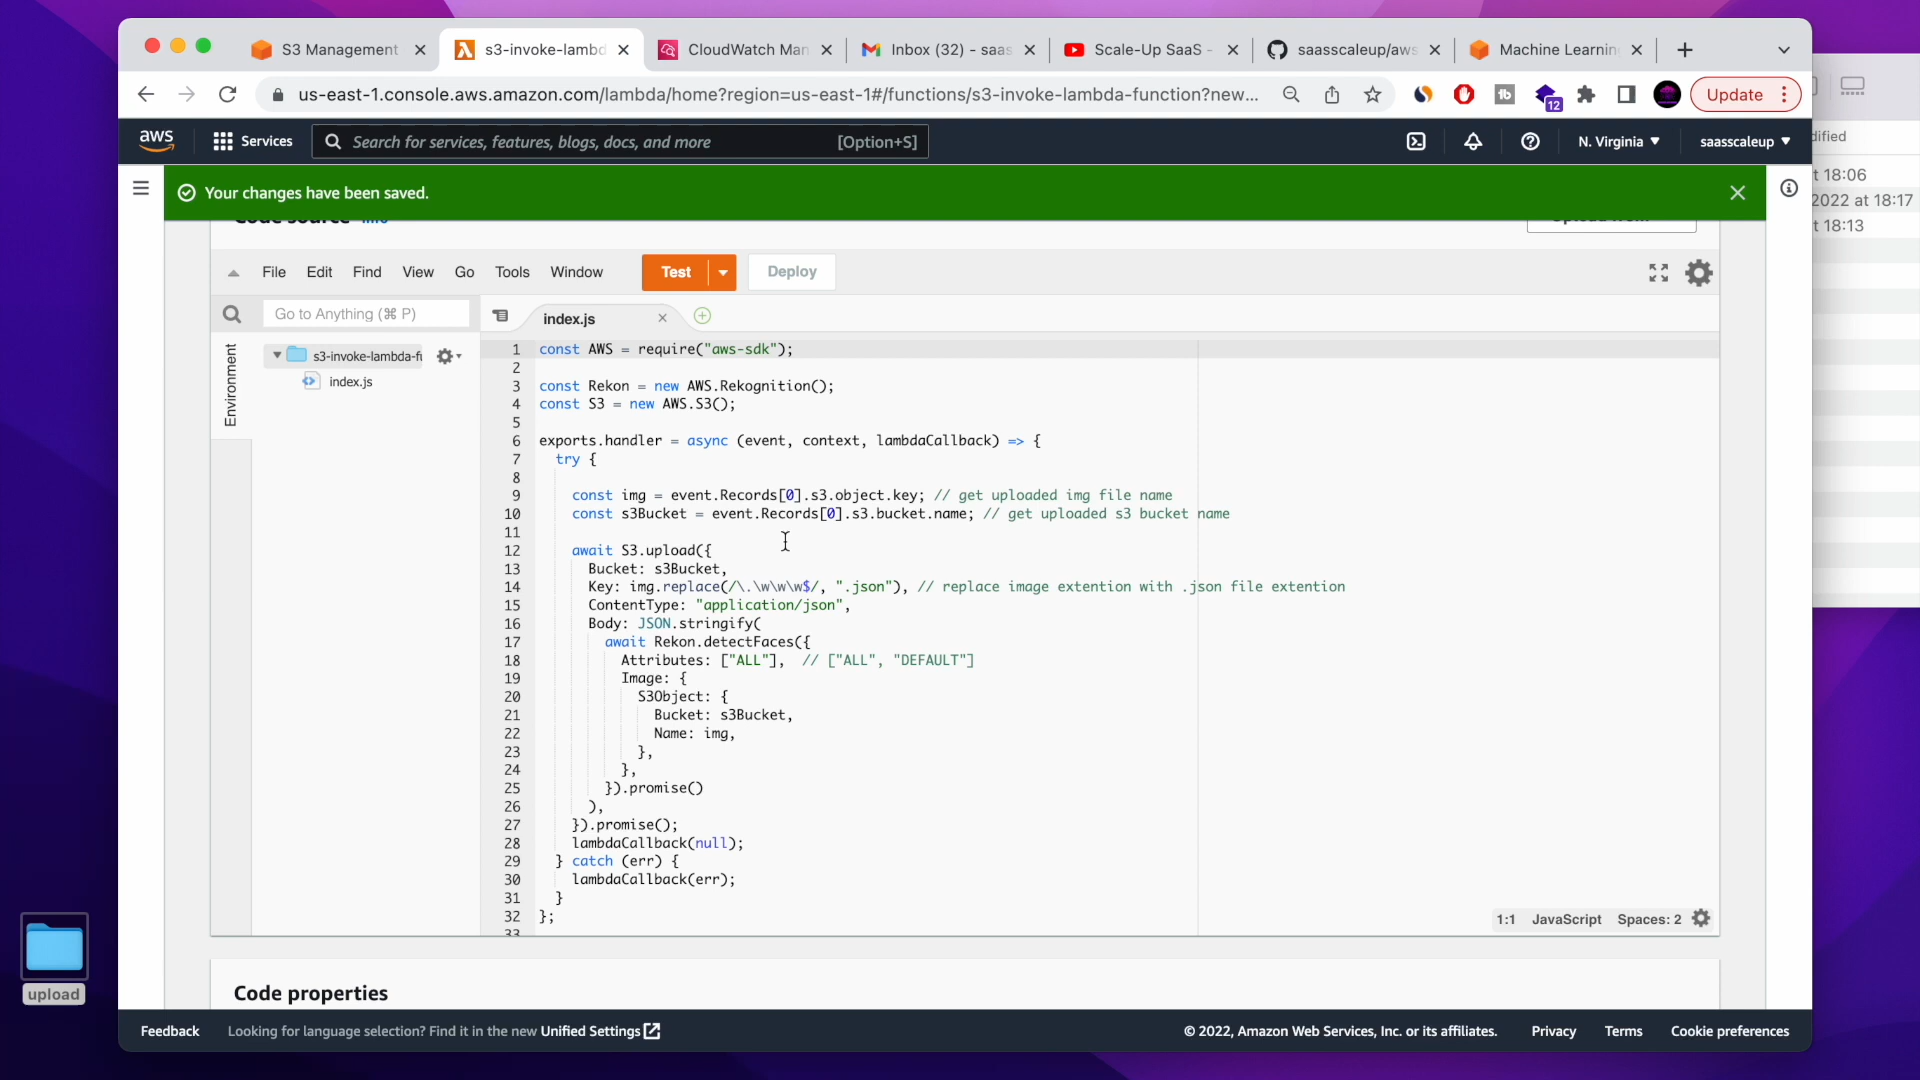 S3 Management
s3-invoke-lambd
CloudWatch Man
Inbox (32) - saas
Scale-Up SaaS -
saasscaleup/aws
Machine Learnin
us-east-1.console.aws.amazon.com/lambda/home?region=us-east-1#/functions/s3-invoke-lambda-function?new...
12
Update
aws
Services
Search for services, features, blogs, docs, and more
[Option+S]
N. Virginia
saasscaleup
dified
Your changes have been saved.
t 18:06
2022 at 18:17
t 18:13
Code source Info
File Edit Find View Go Tools Window
Test
Deploy
Go to Anything (⌘ P)
index.js
Environment
s3-invoke-lambda-fu
index.js
1 const AWS = require("aws-sdk");
2
3 const Rekon = new AWS.Rekognition();
4 const S3 = new AWS.S3();
5
6 exports.handler = async (event, context, lambdaCallback) => {
7 try {
8
9 const img = event.Records[0].s3.object.key; // get uploaded img file name
10 const s3Bucket = event.Records[0].s3.bucket.name; // get uploaded s3 bucket name
11
12 await S3.upload({
13 Bucket: s3Bucket,
14 Key: img.replace(/\.\w\w\w$/, ".json"), // replace image extention with .json file extention
15 ContentType: "application/json",
16 Body: JSON.stringify(
17 await Rekon.detectFaces({
18 Attributes: ["ALL"], // ["ALL", "DEFAULT"]
19 Image: {
20 S3Object: {
21 Bucket: s3Bucket,
22 Name: img,
23 },
24 },
25 }).promise()
26 ),
27 }).promise();
28 lambdaCallback(null);
29 } catch (err) {
30 lambdaCallback(err);
31 }
32 };
33
1:1 JavaScript Spaces: 2
upload
Code properties
Feedback
Looking for language selection? Find it in the new Unified Settings
© 2022, Amazon Web Services, Inc. or its affiliates.
Privacy
Terms
Cookie preferences